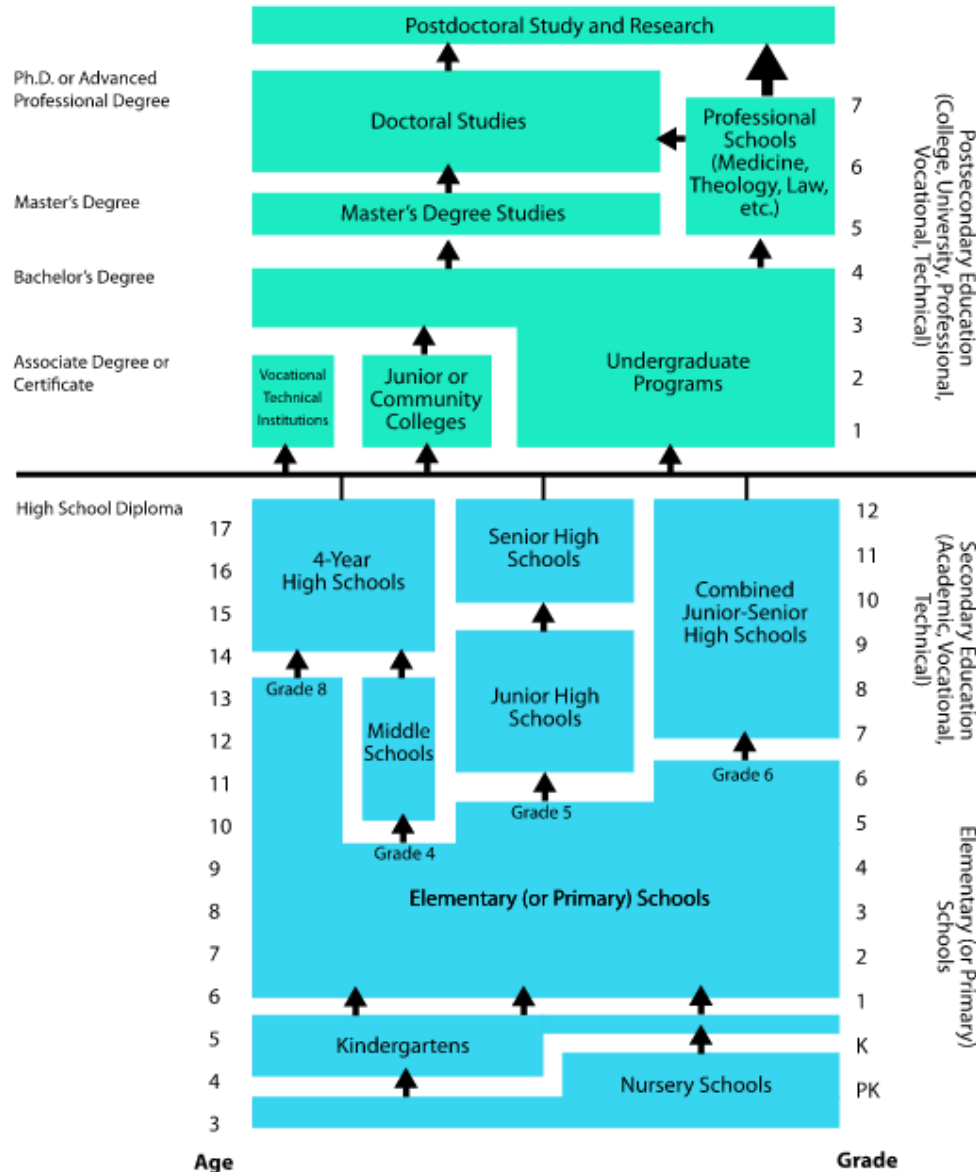 Postdoctoral Study and Research
Ph.D. or Advanced
Professional Degree
Doctoral Studies
Professional
Schools
(Medicine,
Theology, Law,
etc.)
7
6
Master's Degree
Master's Degree Studies
5
Bachelor's Degree
4
3
Associate Degree or
Certificate
Vocational
Technical
Institutions
Junior or
Community
Colleges
Undergraduate
Programs
2
1
Postsecondary Education
(College, University, Professional,
Vocational, Technical)
High School Diploma
17
16
15
14
13
12
11
10
9
8
7
6
5
4
3
4-Year
High Schools
Senior High
Schools
Combined
Junior-Senior
High Schools
Grade 8
Middle
Schools
Junior High
Schools
Grade 6
Grade 5
Grade 4
Elementary (or Primary) Schools
Kindergartens
Nursery Schools
12
11
10
9
8
7
6
5
4
3
2
1
K
PK
Secondary Education
(Academic, Vocational,
Technical)
Elementary (or Primary)
Schools
Age
Grade